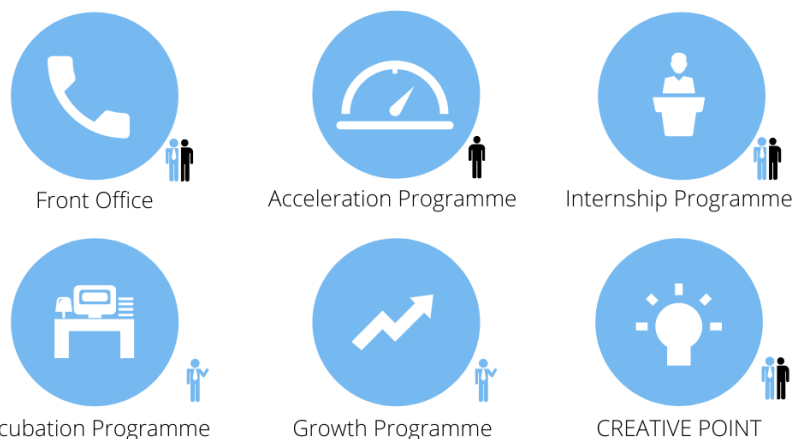 Front Office
Acceleration Programme
Internship Programme
cubation Programme
Growth Programme
CREATIVE POINT